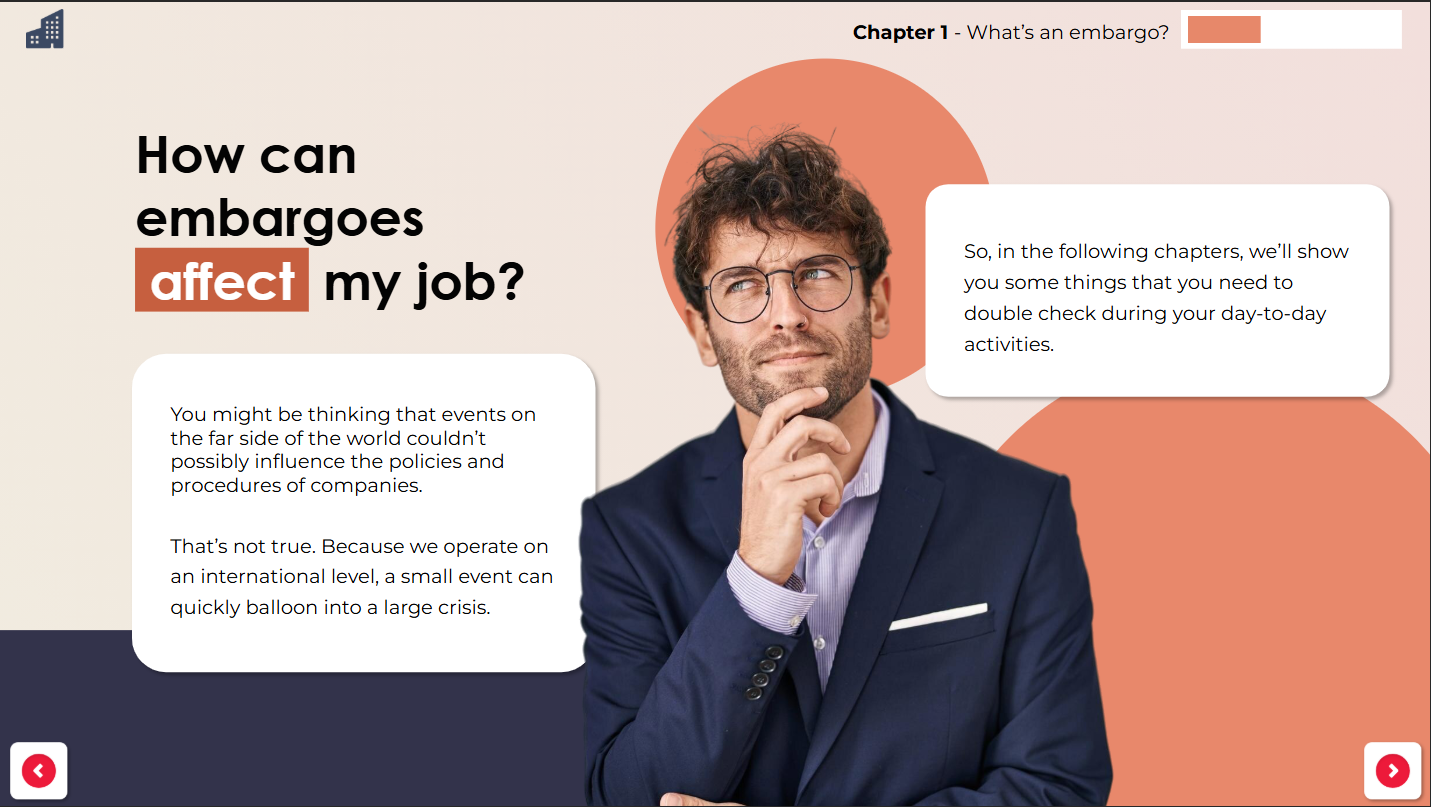 Chapter 1 - What's an embargo?
How can
embargoes
affect my job?
You might be thinking that events on
the far side of the world couldn't
possibly influence the policies and
procedures of companies.
That's not true. Because we operate on
an international level, a small event can
quickly balloon into a large crisis.
So, in the following chapters, we'll show
you some things that you need to
double check during your day-to-day
activities.